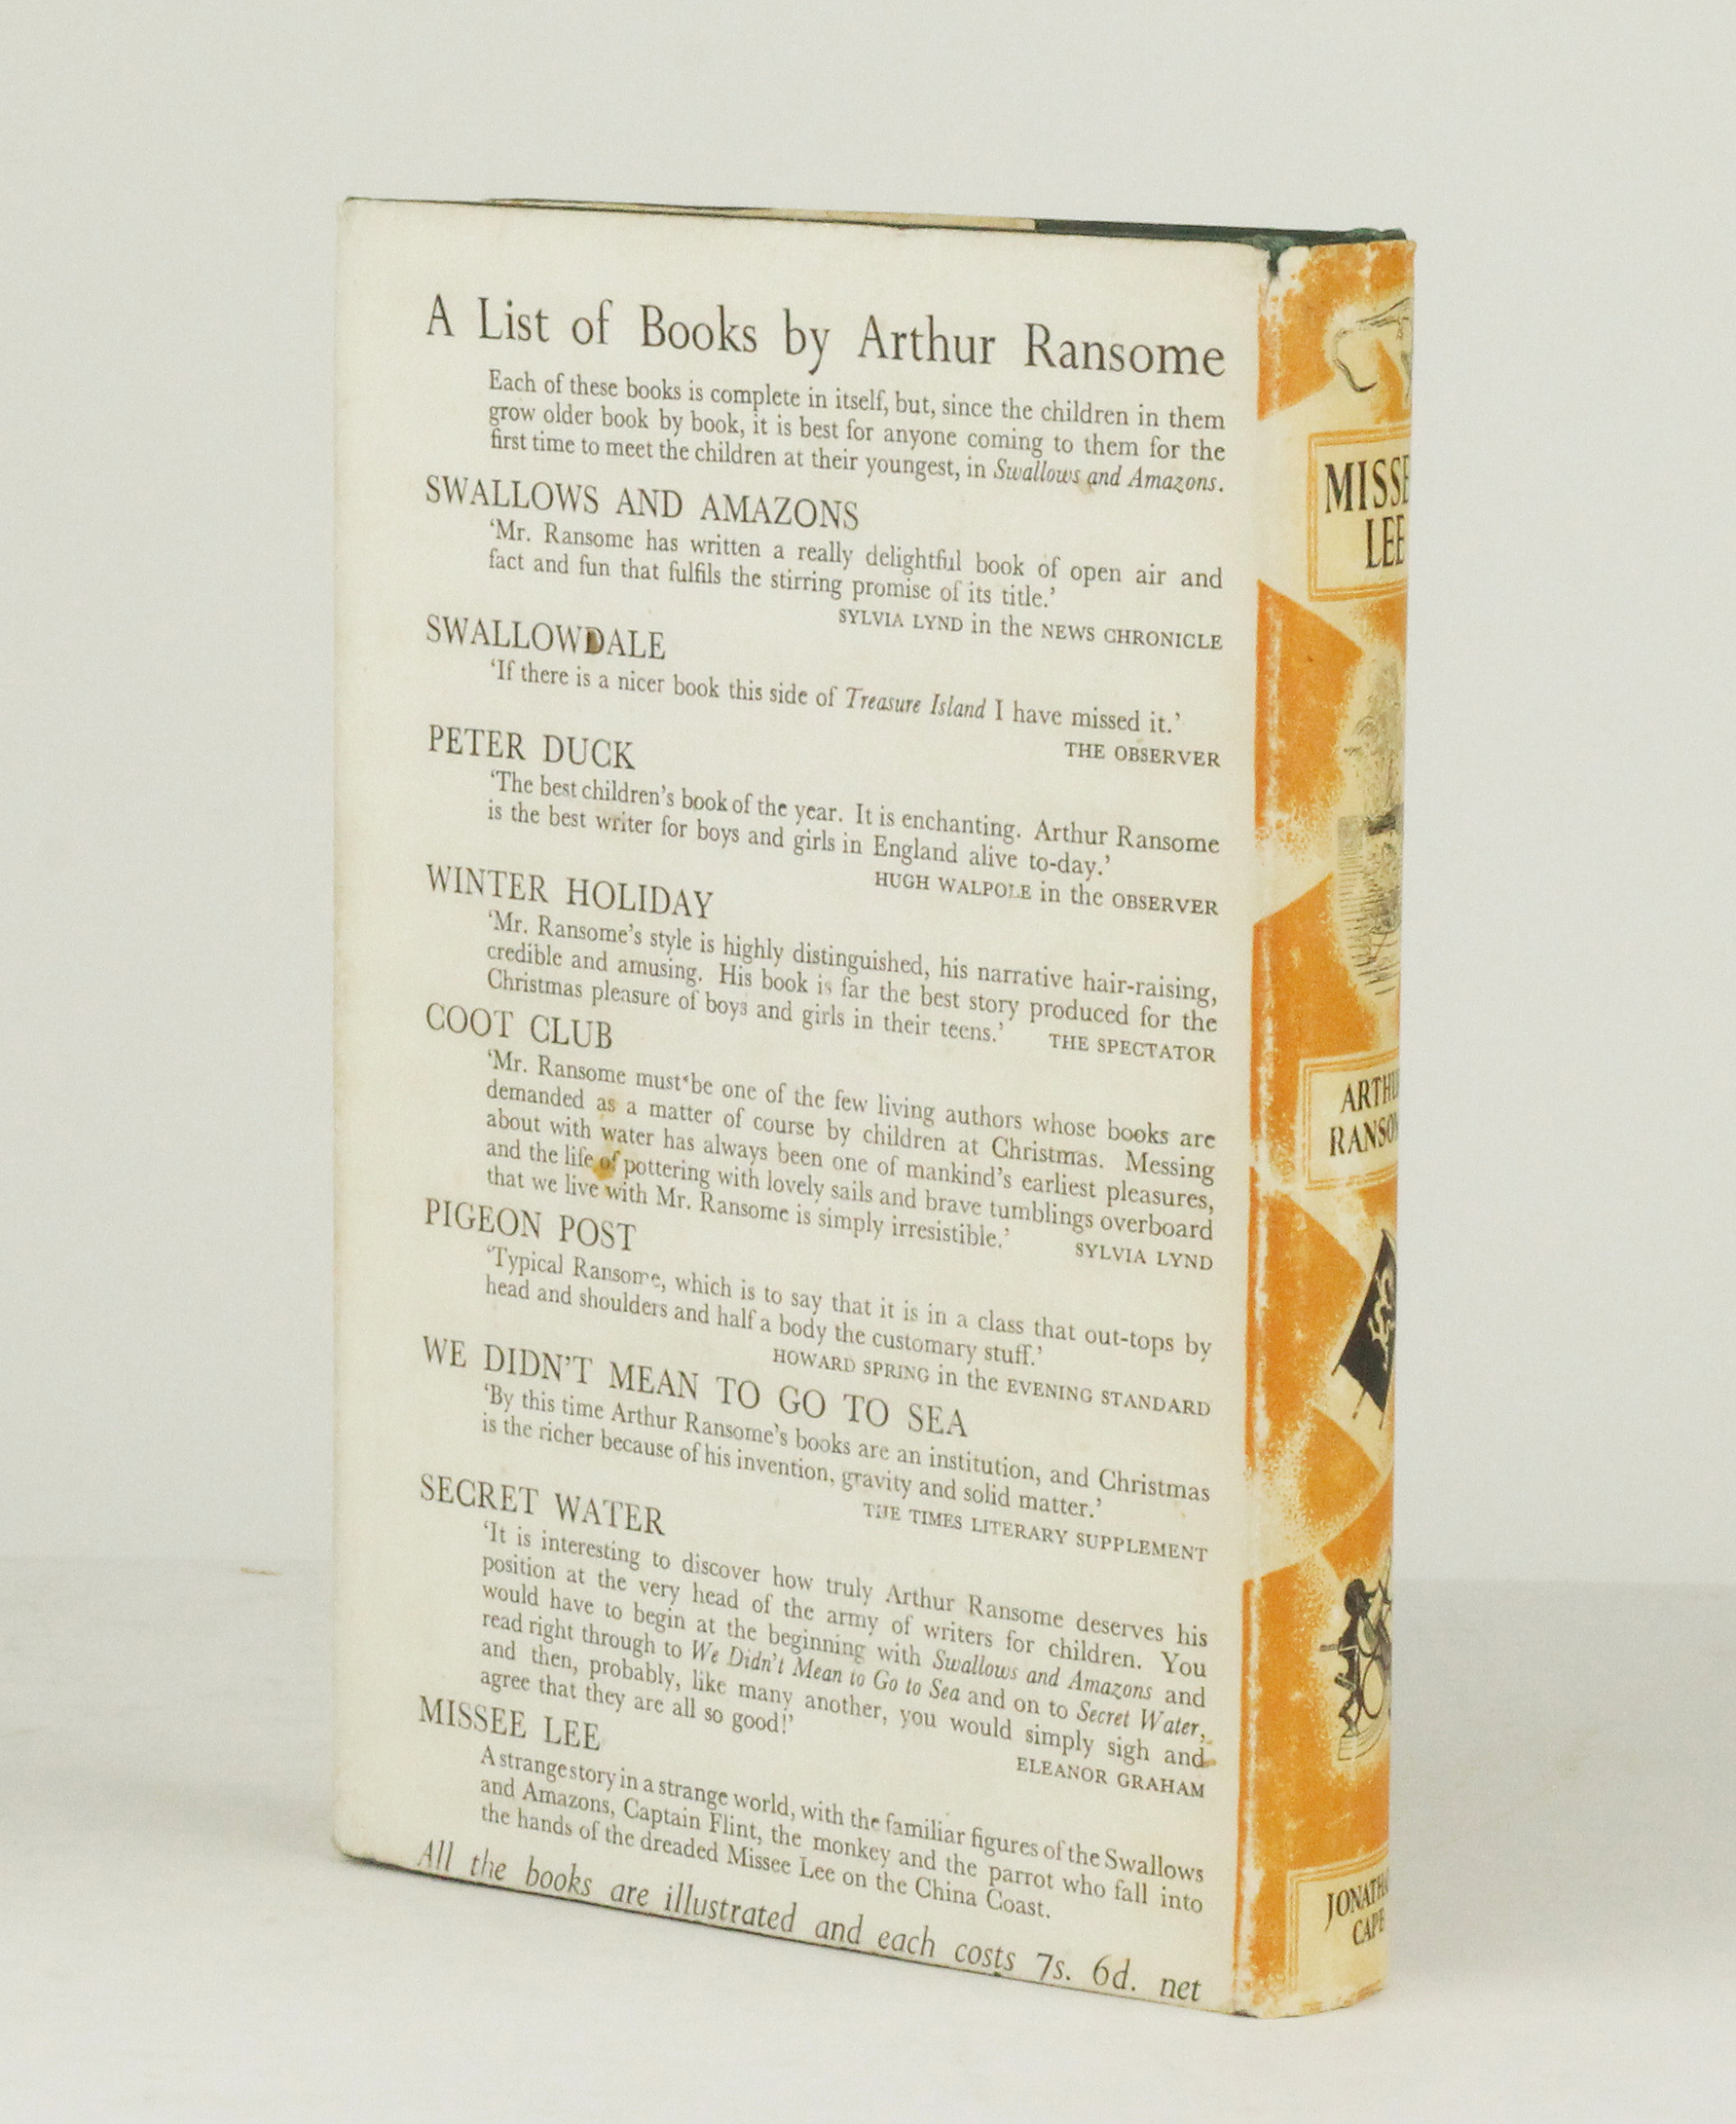 A List of Books by Arthur Ransome
Each of these books is complete in itself, but, since the children in them
grow older book by book, it is best for anyone coming to them for the
first time to meet the children at their youngest, in Swallows and Amazons.
SWALLOWS AND AMAZONS
‘Mr. Ransome has written a really delightful book of open air and
fact and fun that fulfils the stirring promise of its title.’
SYLVIA LYND in the NEWS CHRONICLE
SWALLOWDALE
‘If there is a nicer book this side of Treasure Island I have missed it.’
THE OBSERVER
PETER DUCK
‘The best children’s book of the year. It is enchanting. Arthur Ransome
is the best writer for boys and girls in England alive to-day.’
HUGH WALPOLE in the OBSERVER
WINTER HOLIDAY
‘Mr. Ransome’s style is highly distinguished, his narrative hair-raising,
credible and amusing. His book is far the best story produced for the
Christmas pleasure of boys and girls in their teens.’ THE SPECTATOR
COOT CLUB
‘Mr. Ransome must be one of the few living authors whose books are
demanded as a matter of course by children at Christmas. Messing
about with water has always been one of mankind’s earliest pleasures,
and the life of pottering with lovely sails and brave tumblings overboard
that we live with Mr. Ransome is simply irresistible.’ SYLVIA LYND
PIGEON POST
‘Typical Ransome, which is to say that it is in a class that out-tops by
head and shoulders and half a body the customary stuff.’
HOWARD SPRING in the EVENING STANDARD
WE DIDN’T MEAN TO GO TO SEA
‘By this time Arthur Ransome’s books are an institution, and Christmas
is the richer because of his invention, gravity and solid matter.’
THE TIMES LITERARY SUPPLEMENT
SECRET WATER
‘It is interesting to discover how truly Arthur Ransome deserves his
position at the very head of the army of writers for children. You
would have to begin at the beginning with Swallows and Amazons and
read right through to We Didn’t Mean to Go to Sea and on to Secret Water,
and then, probably, like many another, you would simply sigh and
agree that they are all so good!’
ELEANOR GRAHAM
MISSEE LEE
A strange story in a strange world, with the familiar figures of the Swallows
and Amazons, Captain Flint, the monkey and the parrot who fall into
the hands of the dreaded Missee Lee on the China Coast.
All the books are illustrated and each costs 7s. 6d. net
MISSE
LEE
ARTHU
RANSOM
JONATHA
CAPE